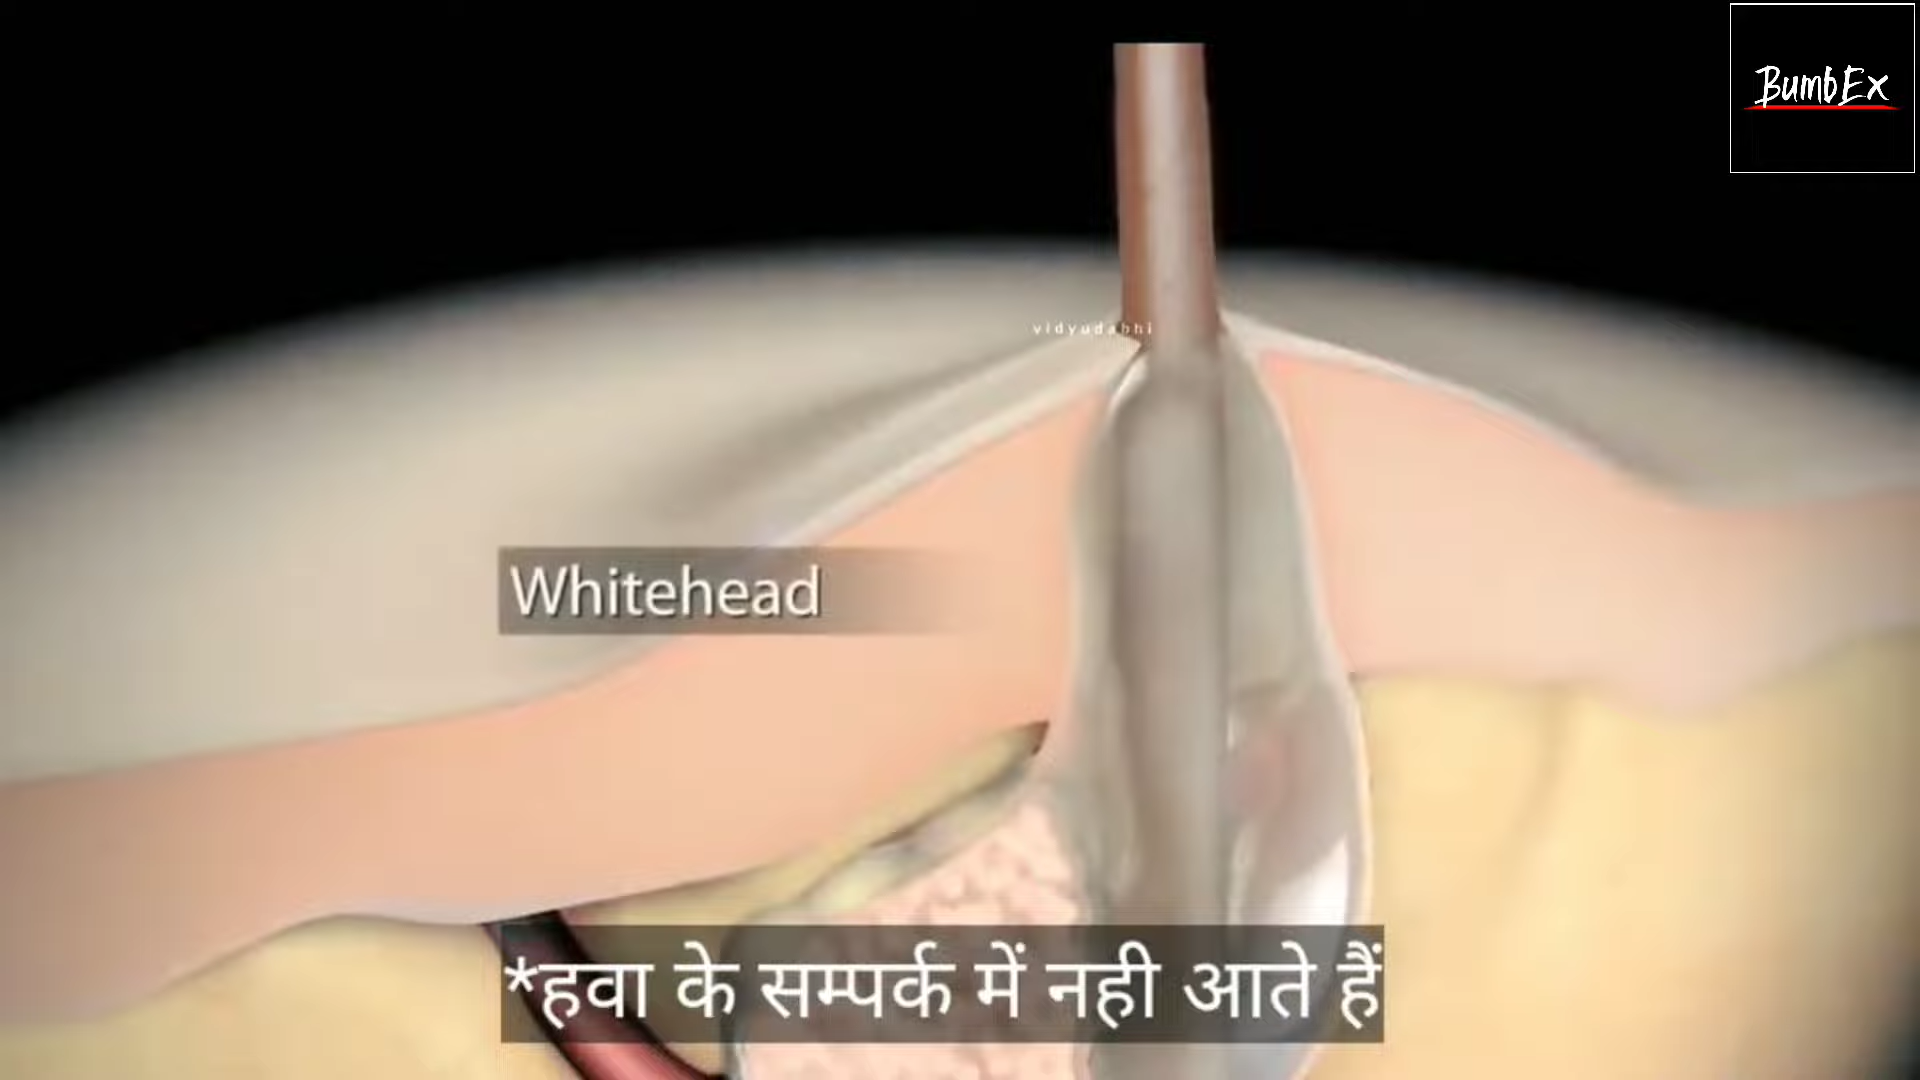 BumbEx
vidyudabhi
Whitehead
*हवा के सम्पर्क में नही आते हैं